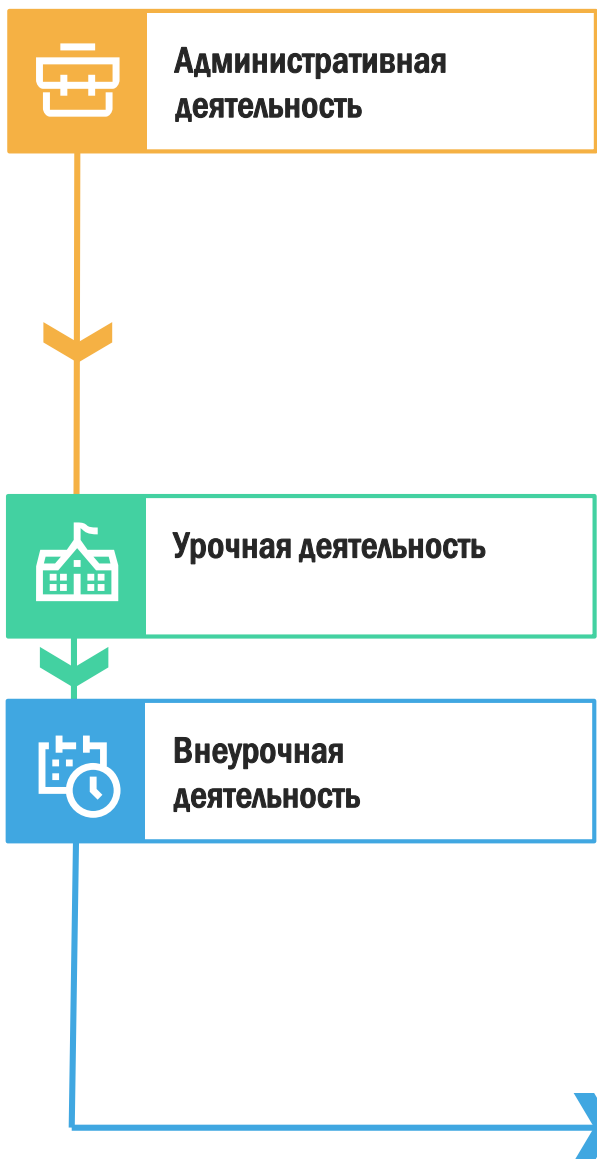 Административная
деятельность
Урочная деятельность
Внеурочная
деятельность